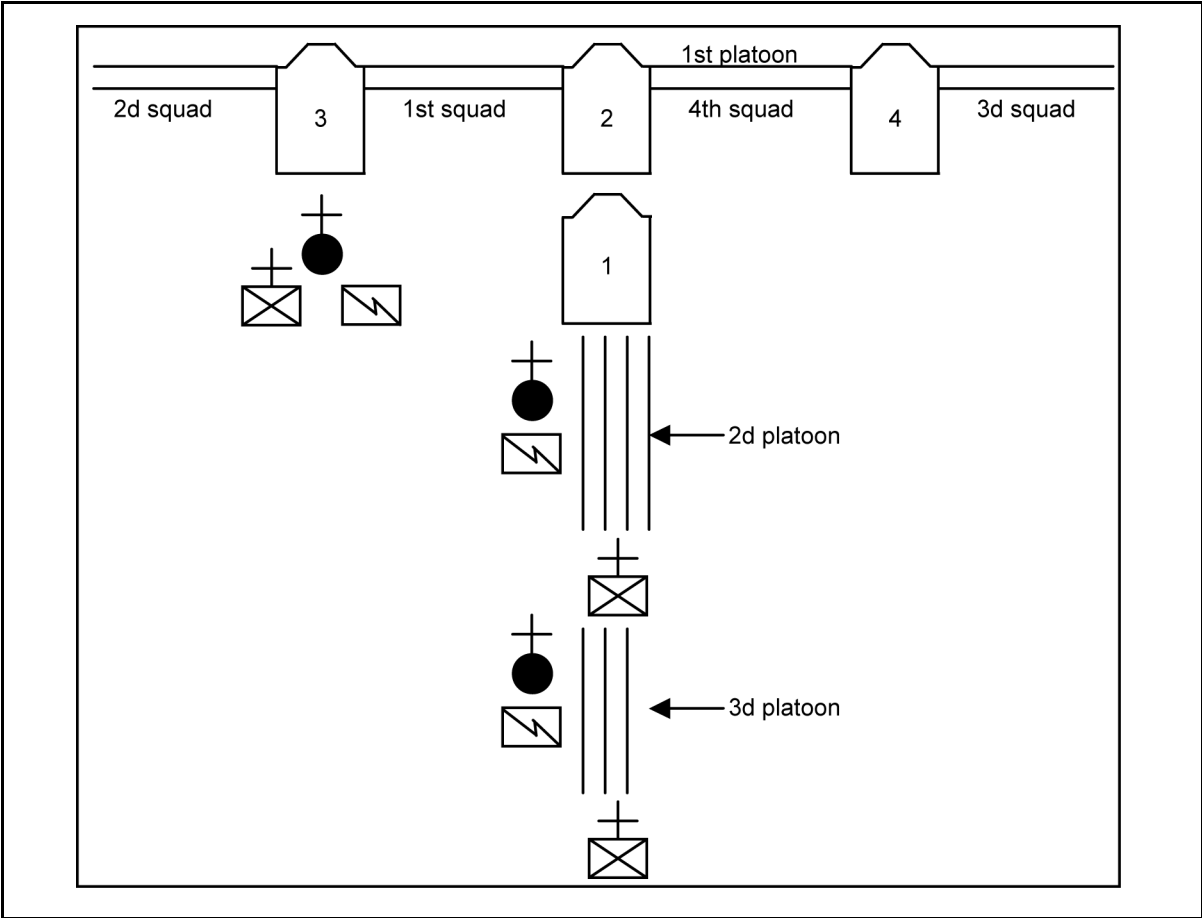 1st platoon
2d squad
3
1st squad
2
4th squad
4
3d squad
1
2d platoon
3d platoon